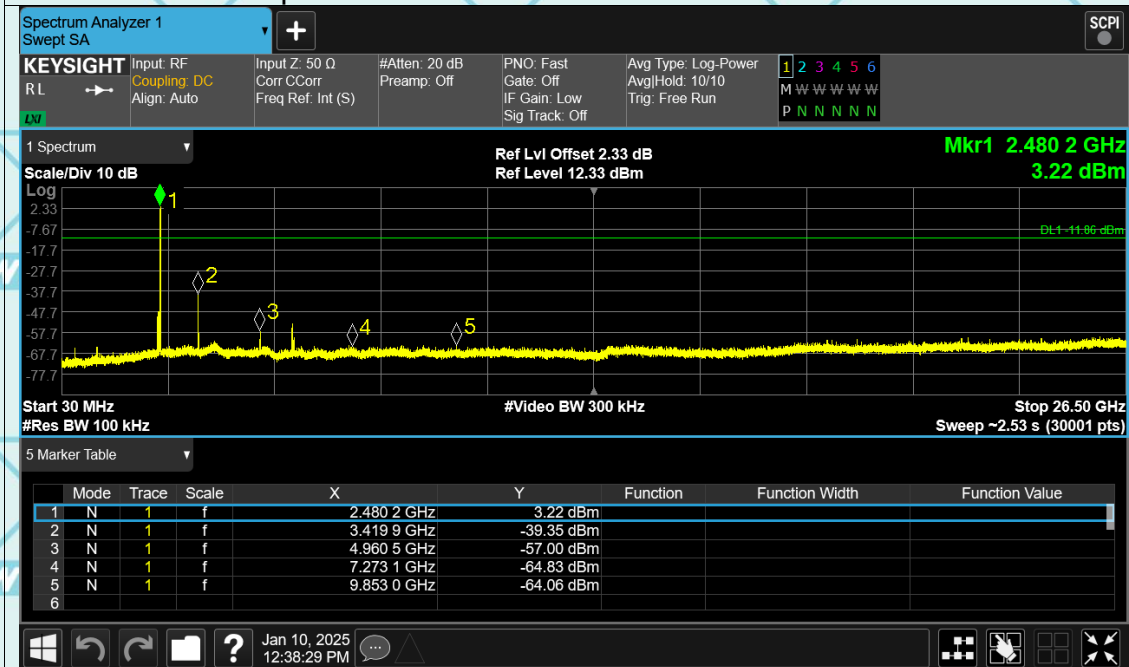 Spectrum Analyzer 1
Swept SA
+
SCPI
KEYSIGHT
RL
LXI
Input: RF
Coupling: DC
Align: Auto
Input Z: 50 Ω
Corr CCorr
Freq Ref: Int (S)
#Atten: 20 dB
Preamp: Off
PNO: Fast
Gate: Off
IF Gain: Low
Sig Track: Off
Avg Type: Log-Power
Avg|Hold: 10/10
Trig: Free Run
1 2 3 4 5 6
M W W W W W
P N N N N N
1 Spectrum
Scale/Div 10 dB
Ref Lvl Offset 2.33 dB
Ref Level 12.33 dBm
Mkr1 2.480 2 GHz
3.22 dBm
Log
2.33
-7.67
-17.7
-27.7
-37.7
-47.7
-57.7
-67.7
-77.7
DL1 -11.86 dBm
1
2
3
4
5
Start 30 MHz
#Res BW 100 kHz
#Video BW 300 kHz
Stop 26.50 GHz
Sweep ~2.53 s (30001 pts)
5 Marker Table
Mode Trace Scale X Y Function Function Width Function Value
1 N 1 f 2.480 2 GHz 3.22 dBm
2 N 1 f 3.419 9 GHz -39.35 dBm
3 N 1 f 4.960 5 GHz -57.00 dBm
4 N 1 f 7.273 1 GHz -64.83 dBm
5 N 1 f 9.853 0 GHz -64.06 dBm
6
?
Jan 10, 2025
12:38:29 PM